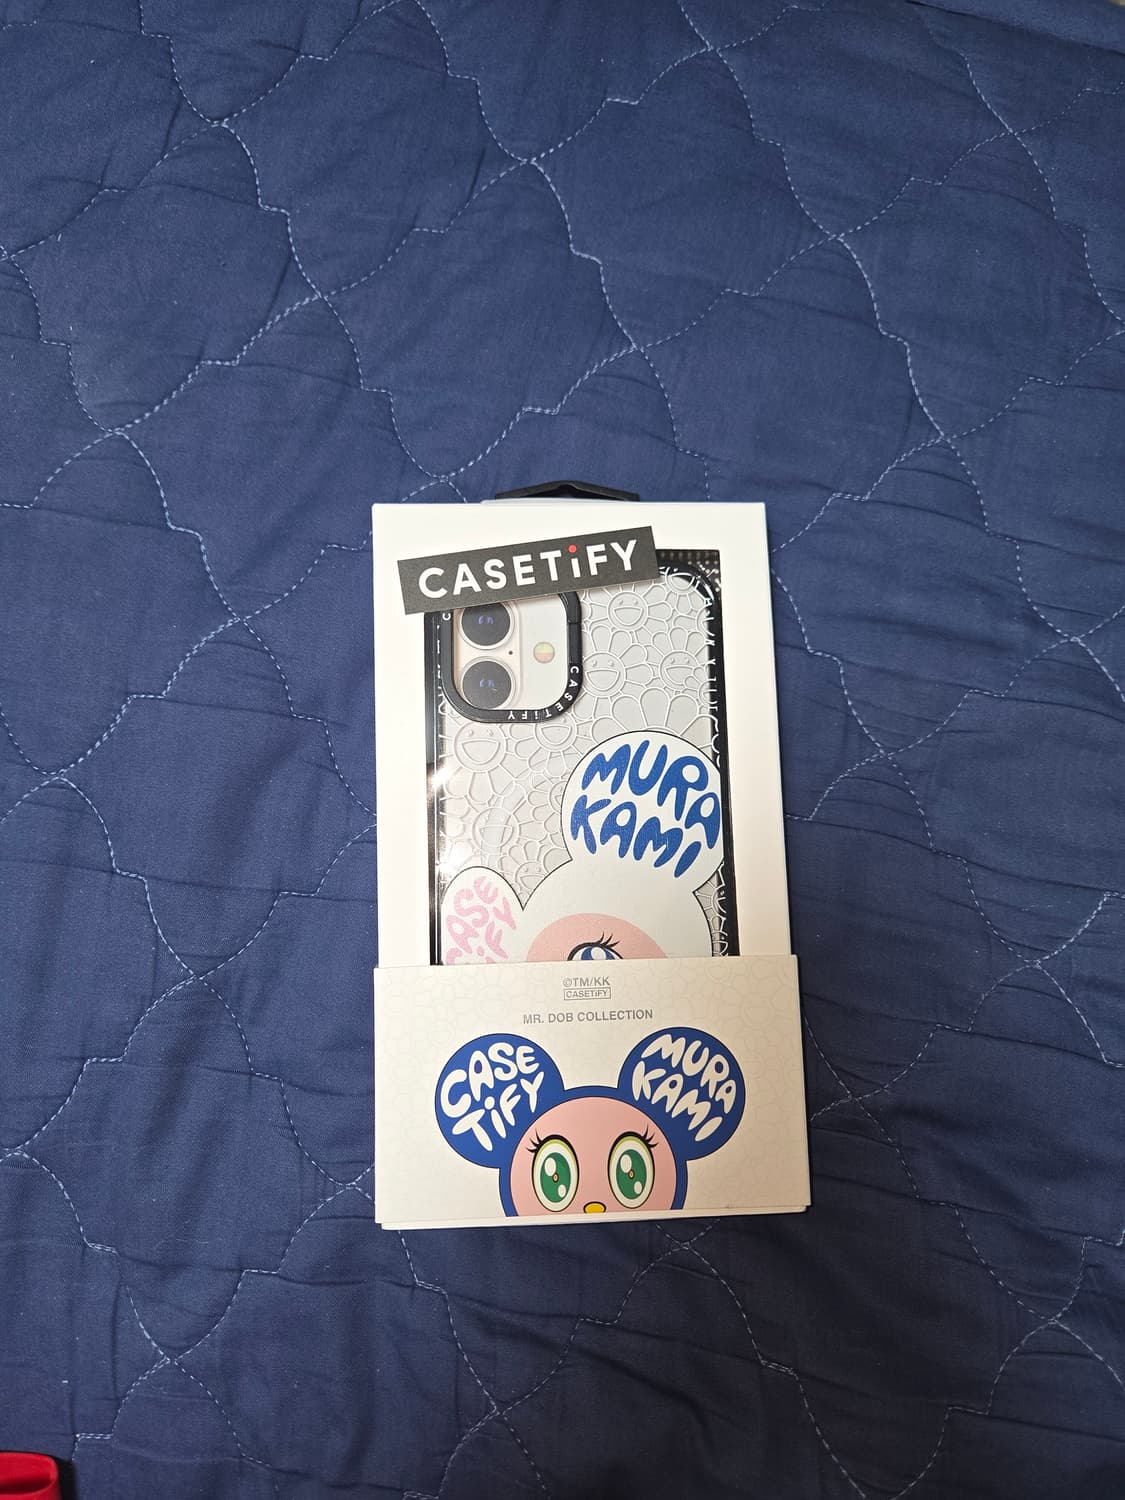 CASETiFY
CASETiFY
MURA
KAMI
CASE
TiFY
©TM/KK
CASETiFY
MR. DOB COLLECTION
CASE
TiFY
MURA
KAMI